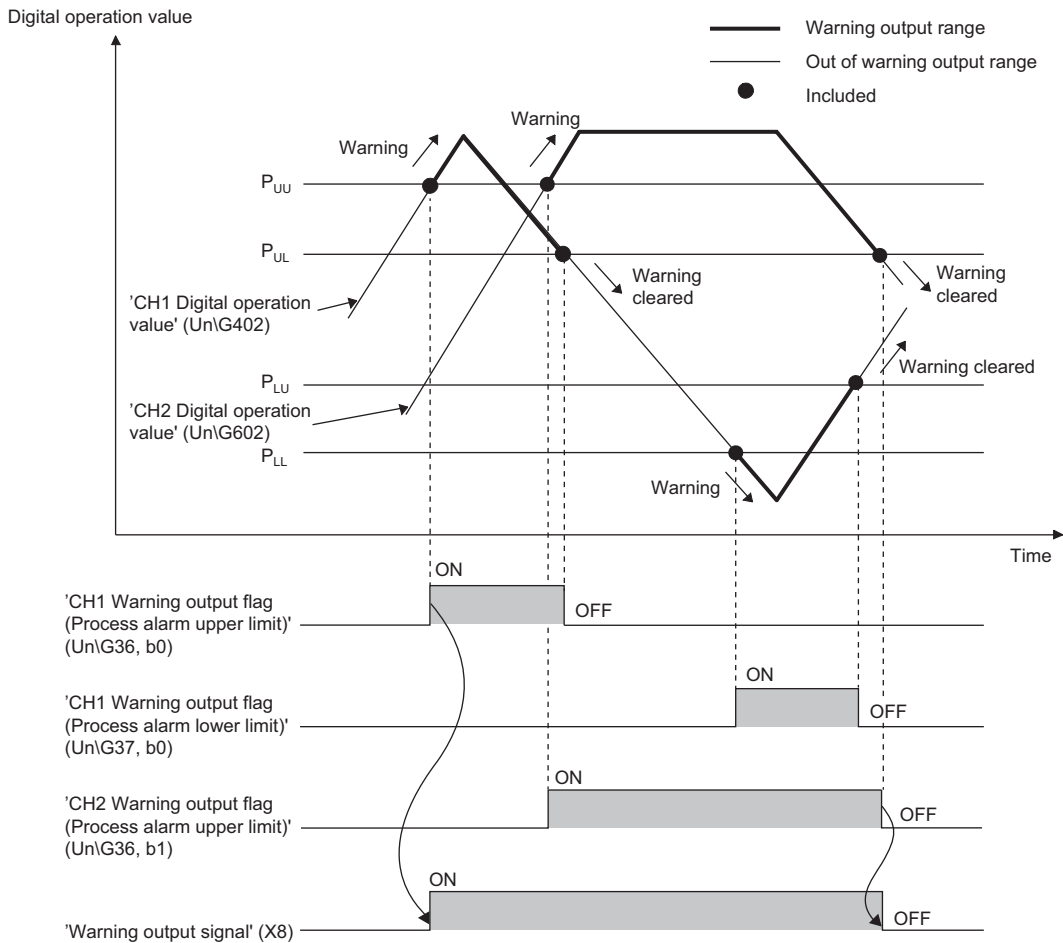 Digital operation value
Warning output range
Out of warning output range
Included
Warning
Warning
PUU
PUL
Warning
cleared
Warning
cleared
'CH1 Digital operation
value' (Un\G402)
Warning cleared
PLU
'CH2 Digital operation
value' (Un\G602)
PLL
Warning
Time
ON
'CH1 Warning output flag
(Process alarm upper limit)'
(Un\G36, b0)
OFF
ON
'CH1 Warning output flag
(Process alarm lower limit)'
(Un\G37, b0)
OFF
ON
'CH2 Warning output flag
(Process alarm upper limit)'
(Un\G36, b1)
OFF
ON
'Warning output signal' (X8)
OFF